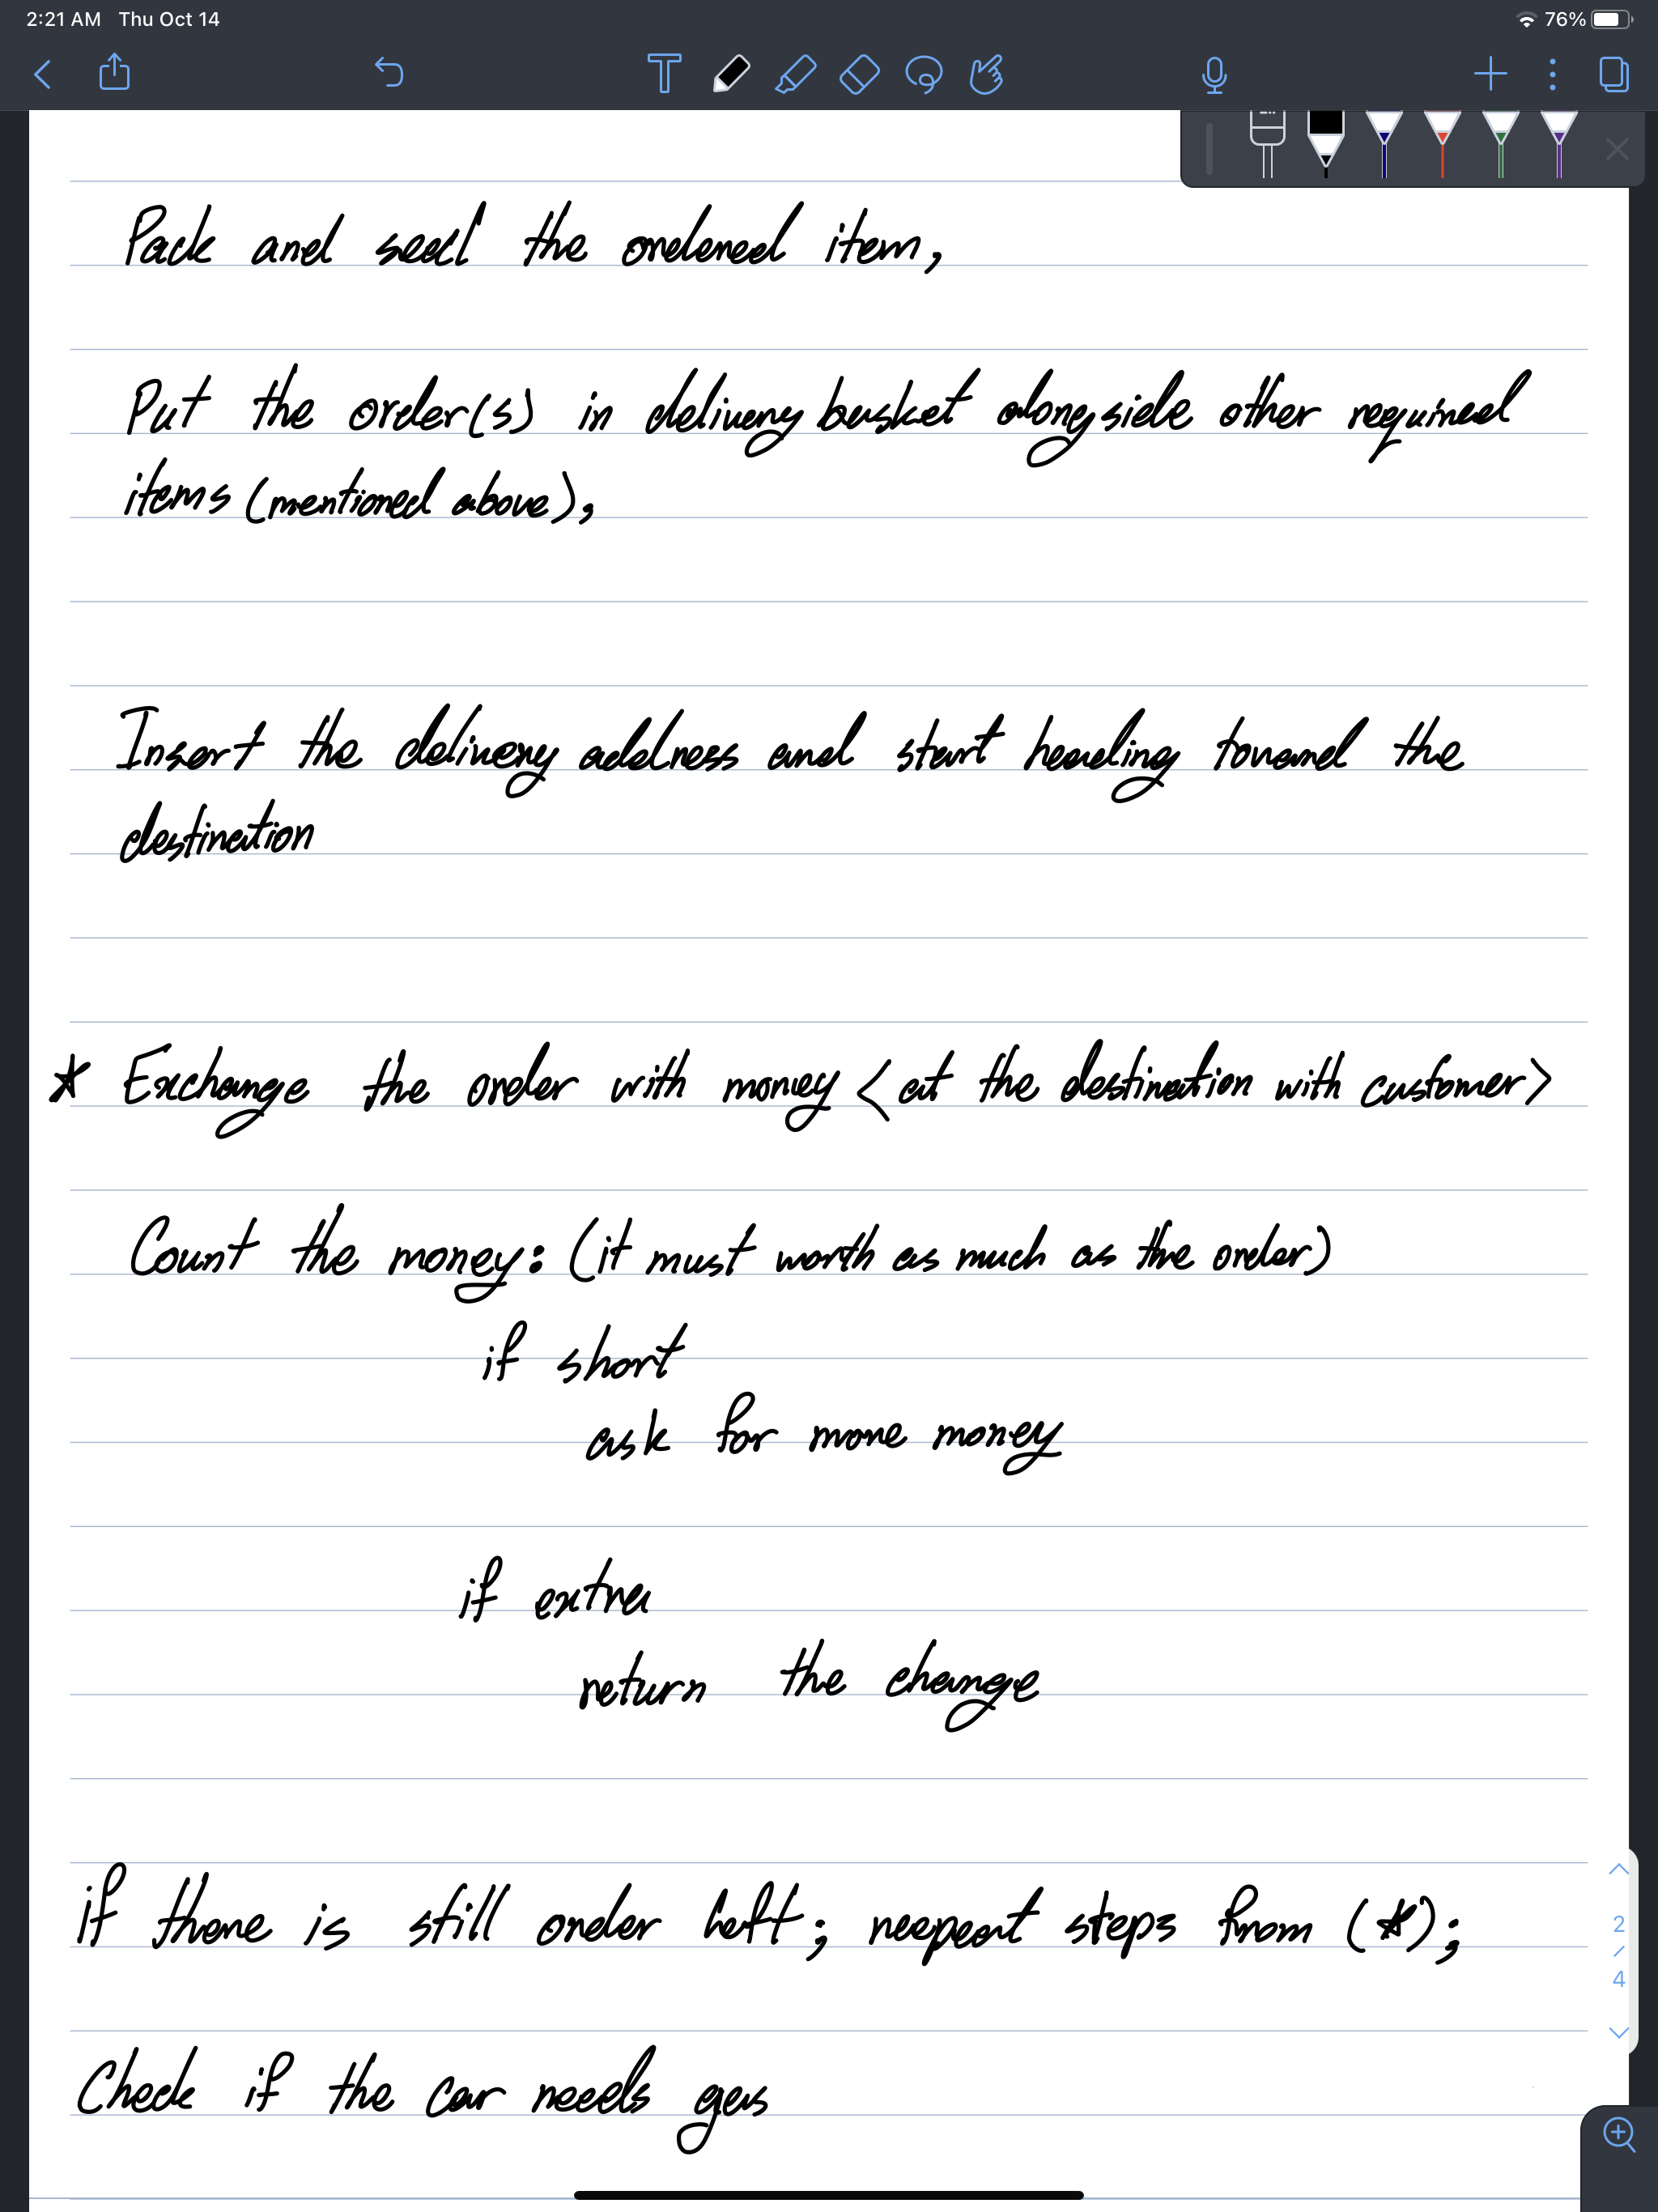 2:21 AM Thu Oct 14
76%
Pack and seal the ordered item,
Put the order(s) in delivery basket alongside other required
items (mentioned above),
Insert the delivery address and start heading toward the
destination
* Exchange the order with money < at the destination with customer>
Count the money: (it must worth as much as the order)
if short
ask for more money
if extra
return the change
if there is still order left; reepeat steps from (*);
Check if the car needs gas
2
/
4